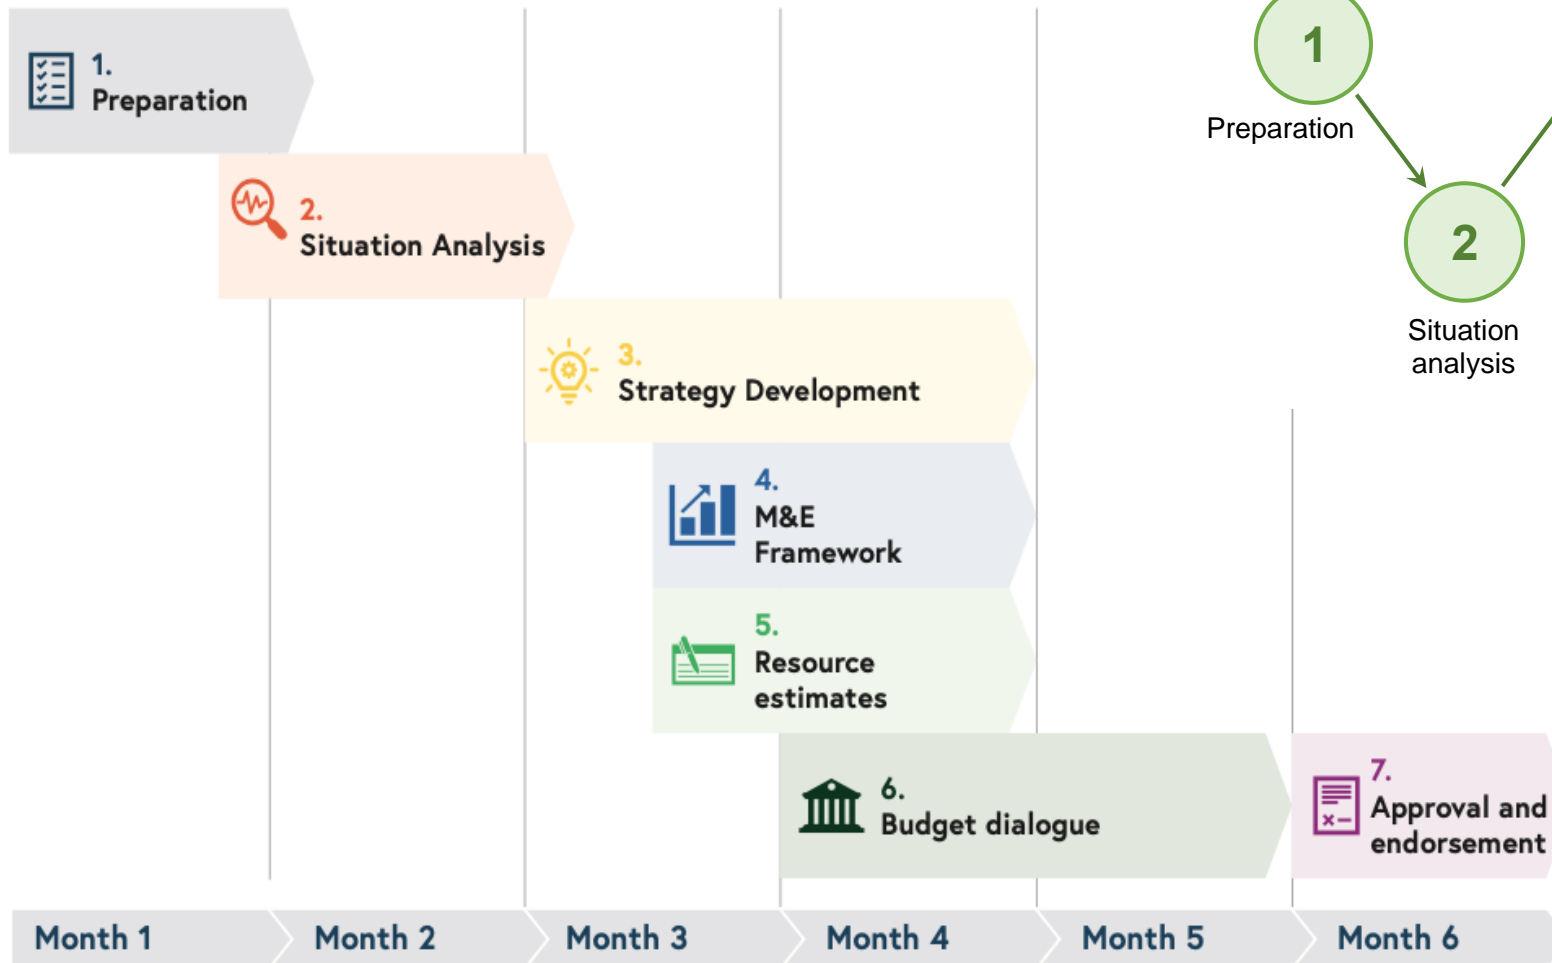 1.
Preparation
2.
Situation Analysis
3.
Strategy Development
4.
M&E
Framework
5.
Resource
estimates
6.
Budget dialogue
7.
Approval and
endorsement
Month 1
Month 2
Month 3
Month 4
Month 5
Month 6
1
Preparation
2
Situation
analysis